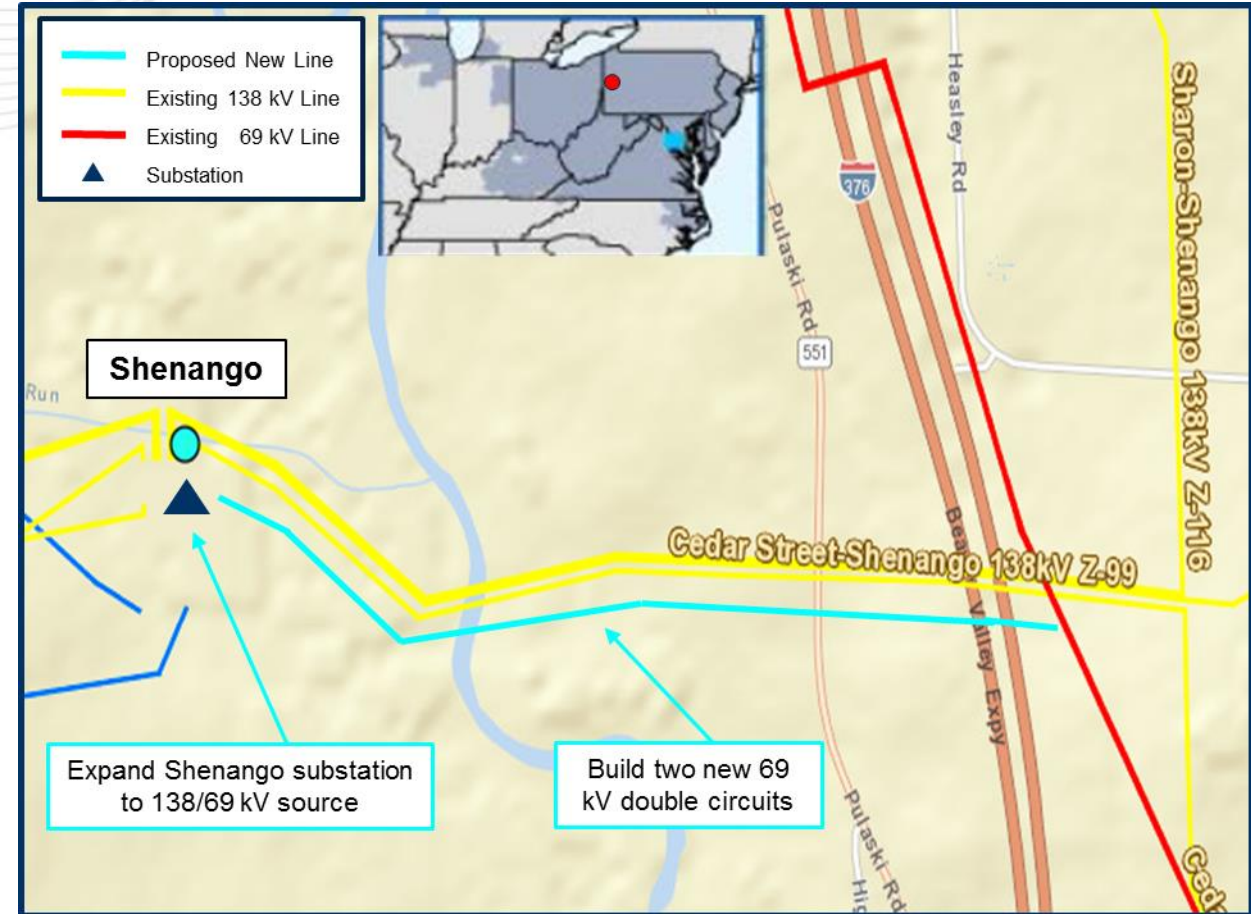 Proposed New Line
Existing 138 kV Line
Existing 69 kV Line
Substation
Heasley Rd
Sharon-Shenango 138kV Z-116
376
Pulaski Rd
551
Shenango
Run
Cedar Street-Shenango 138kV Z-99
Valley Expy
Expand Shenango substation
to 138/69 kV source
Build two new 69
kV double circuits
Pulaski Rd